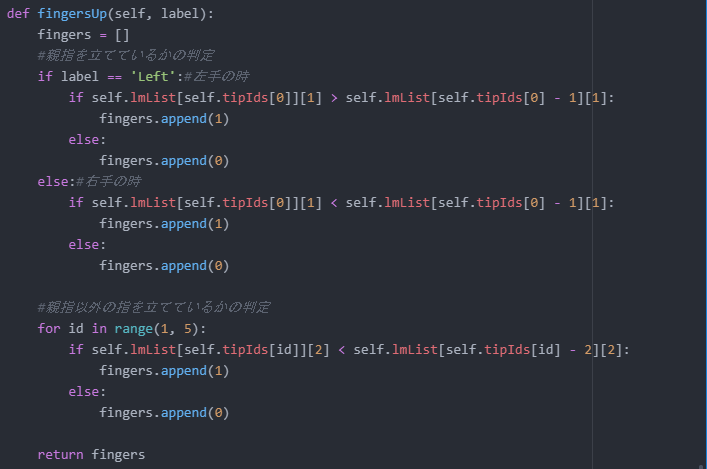 def fingersUp(self, label):
    fingers = []
    #親指を立てているかの判定
    if label == 'Left':#左手の時
        if self.lmList[self.tipIds[0]][1] > self.lmList[self.tipIds[0] - 1][1]:
            fingers.append(1)
        else:
            fingers.append(0)
    else:#右手の時
        if self.lmList[self.tipIds[0]][1] < self.lmList[self.tipIds[0] - 1][1]:
            fingers.append(1)
        else:
            fingers.append(0)

    #親指以外の指を立てているかの判定
    for id in range(1, 5):
        if self.lmList[self.tipIds[id]][2] < self.lmList[self.tipIds[id] - 2][2]:
            fingers.append(1)
        else:
            fingers.append(0)

    return fingers